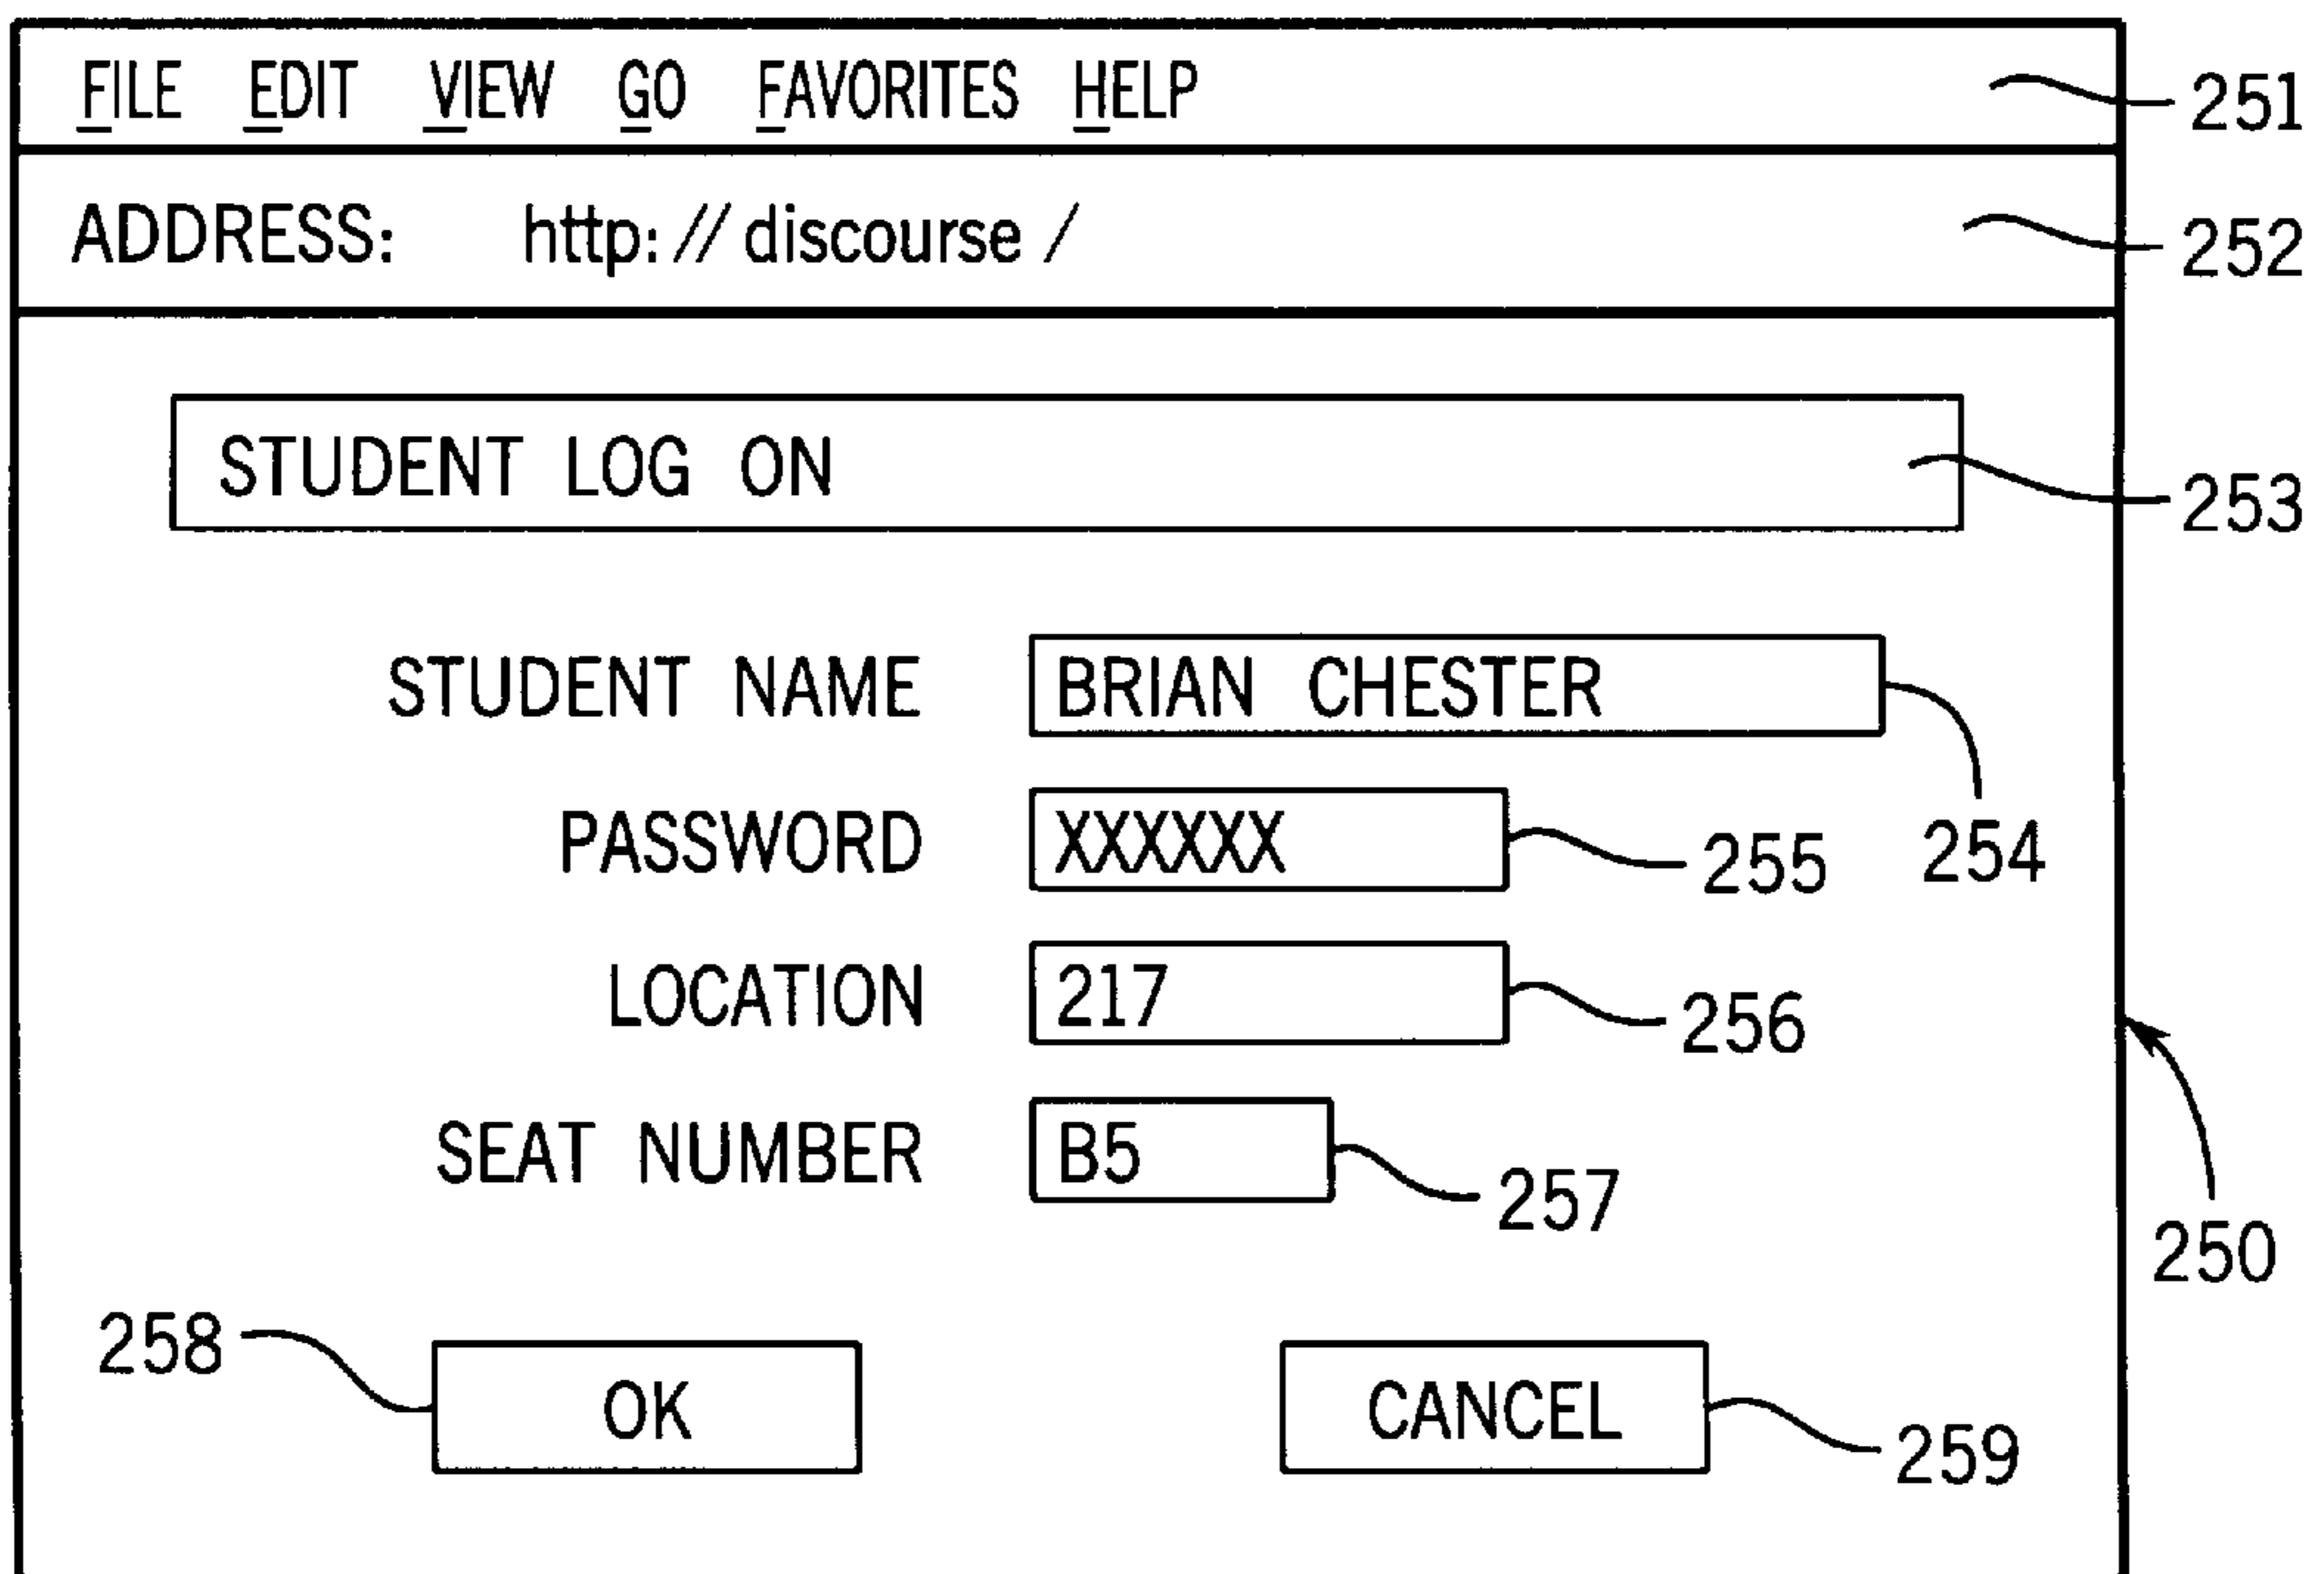 FILE EDIT VIEW GO FAVORITES HELP 251
ADDRESS: http: // discourse / 252
STUDENT LOG ON 253
STUDENT NAME BRIAN CHESTER 254
PASSWORD XXXXXX 255
LOCATION 217 256
SEAT NUMBER B5 257
250
258 OK CANCEL 259